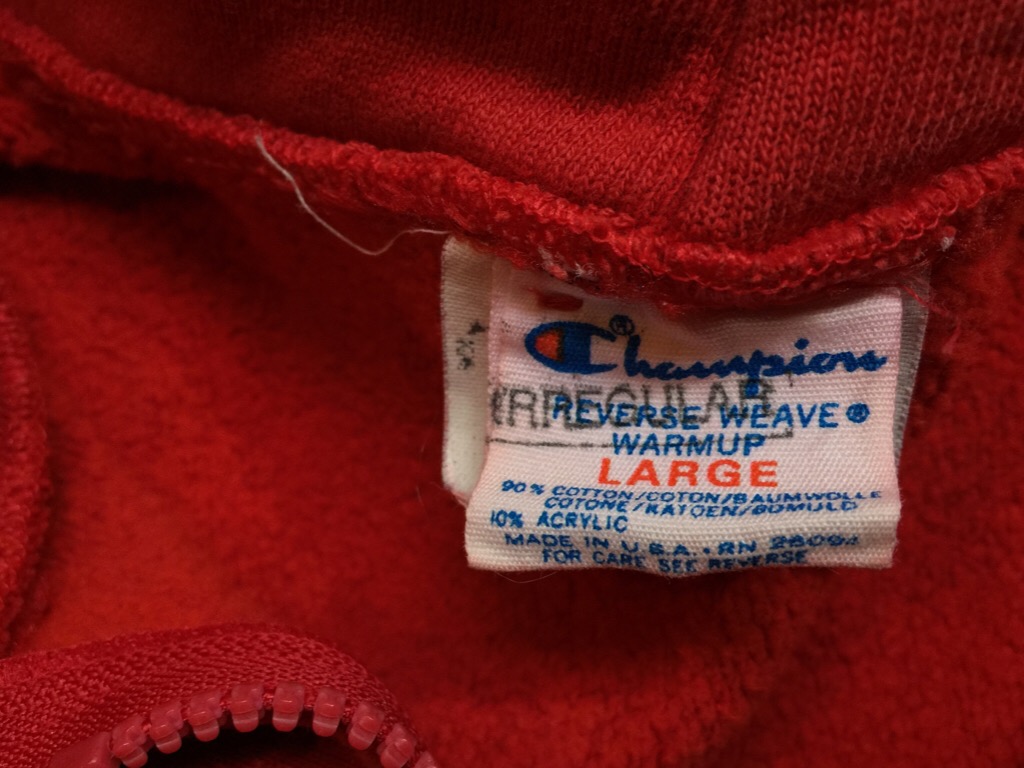 Champion®
IRREGULAR
REVERSE WEAVE®
WARMUP
LARGE
90% COTTON/COTON/BAUMWOLLE
COTONE/KATOEN/BOMULD
10% ACRYLIC
MADE IN U.S.A. • RN 26094
FOR CARE SEE REVERSE